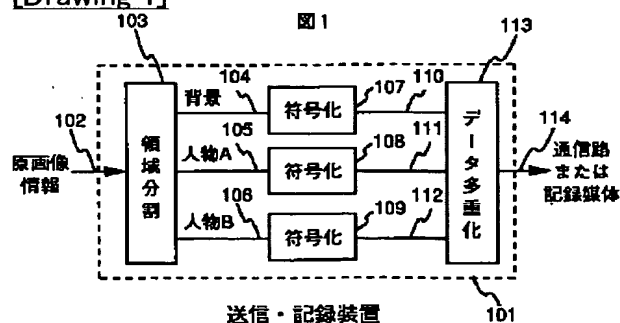 [Drawing 1]
図1
103
113
102
原画像
情報
領域分割
背景
104
符号化
107
110
人物A
105
符号化
108
111
人物B
106
符号化
109
112
データ多重化
114
通信路
または
記録媒体
101
送信・記録装置